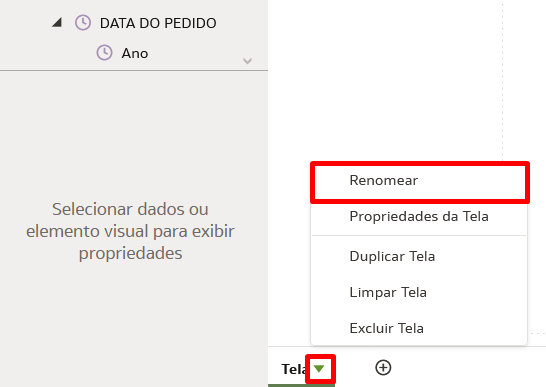 DATA DO PEDIDO
Ano
Selecionar dados ou
elemento visual para exibir
propriedades
Renomear
Propriedades da Tela
Duplicar Tela
Limpar Tela
Excluir Tela
Tela